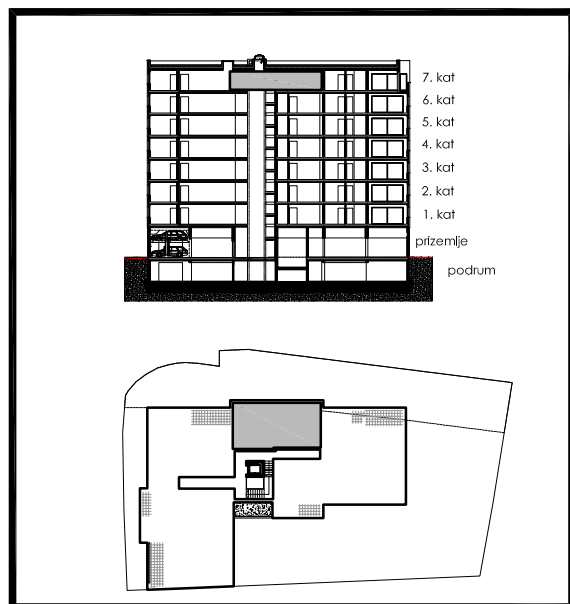 7. kat
6. kat
5. kat
4. kat
3. kat
2. kat
1. kat
prizemlje
podrum